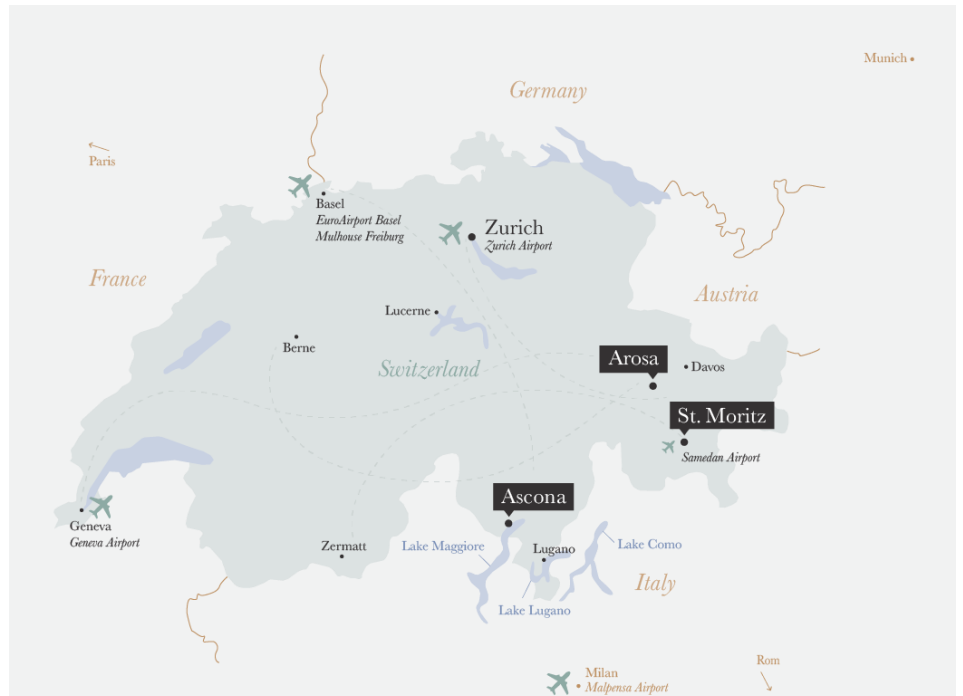 Munich
Germany
Paris
Basel
EuroAirport Basel
Mulhouse Freiburg
Zurich
Zurich Airport
France
Austria
Lucerne
Berne
Switzerland
Arosa
Davos
St. Moritz
Samedan Airport
Ascona
Geneva
Geneva Airport
Zermatt
Lake Maggiore
Lugano
Lake Como
Italy
Lake Lugano
Rom
Milan
Malpensa Airport